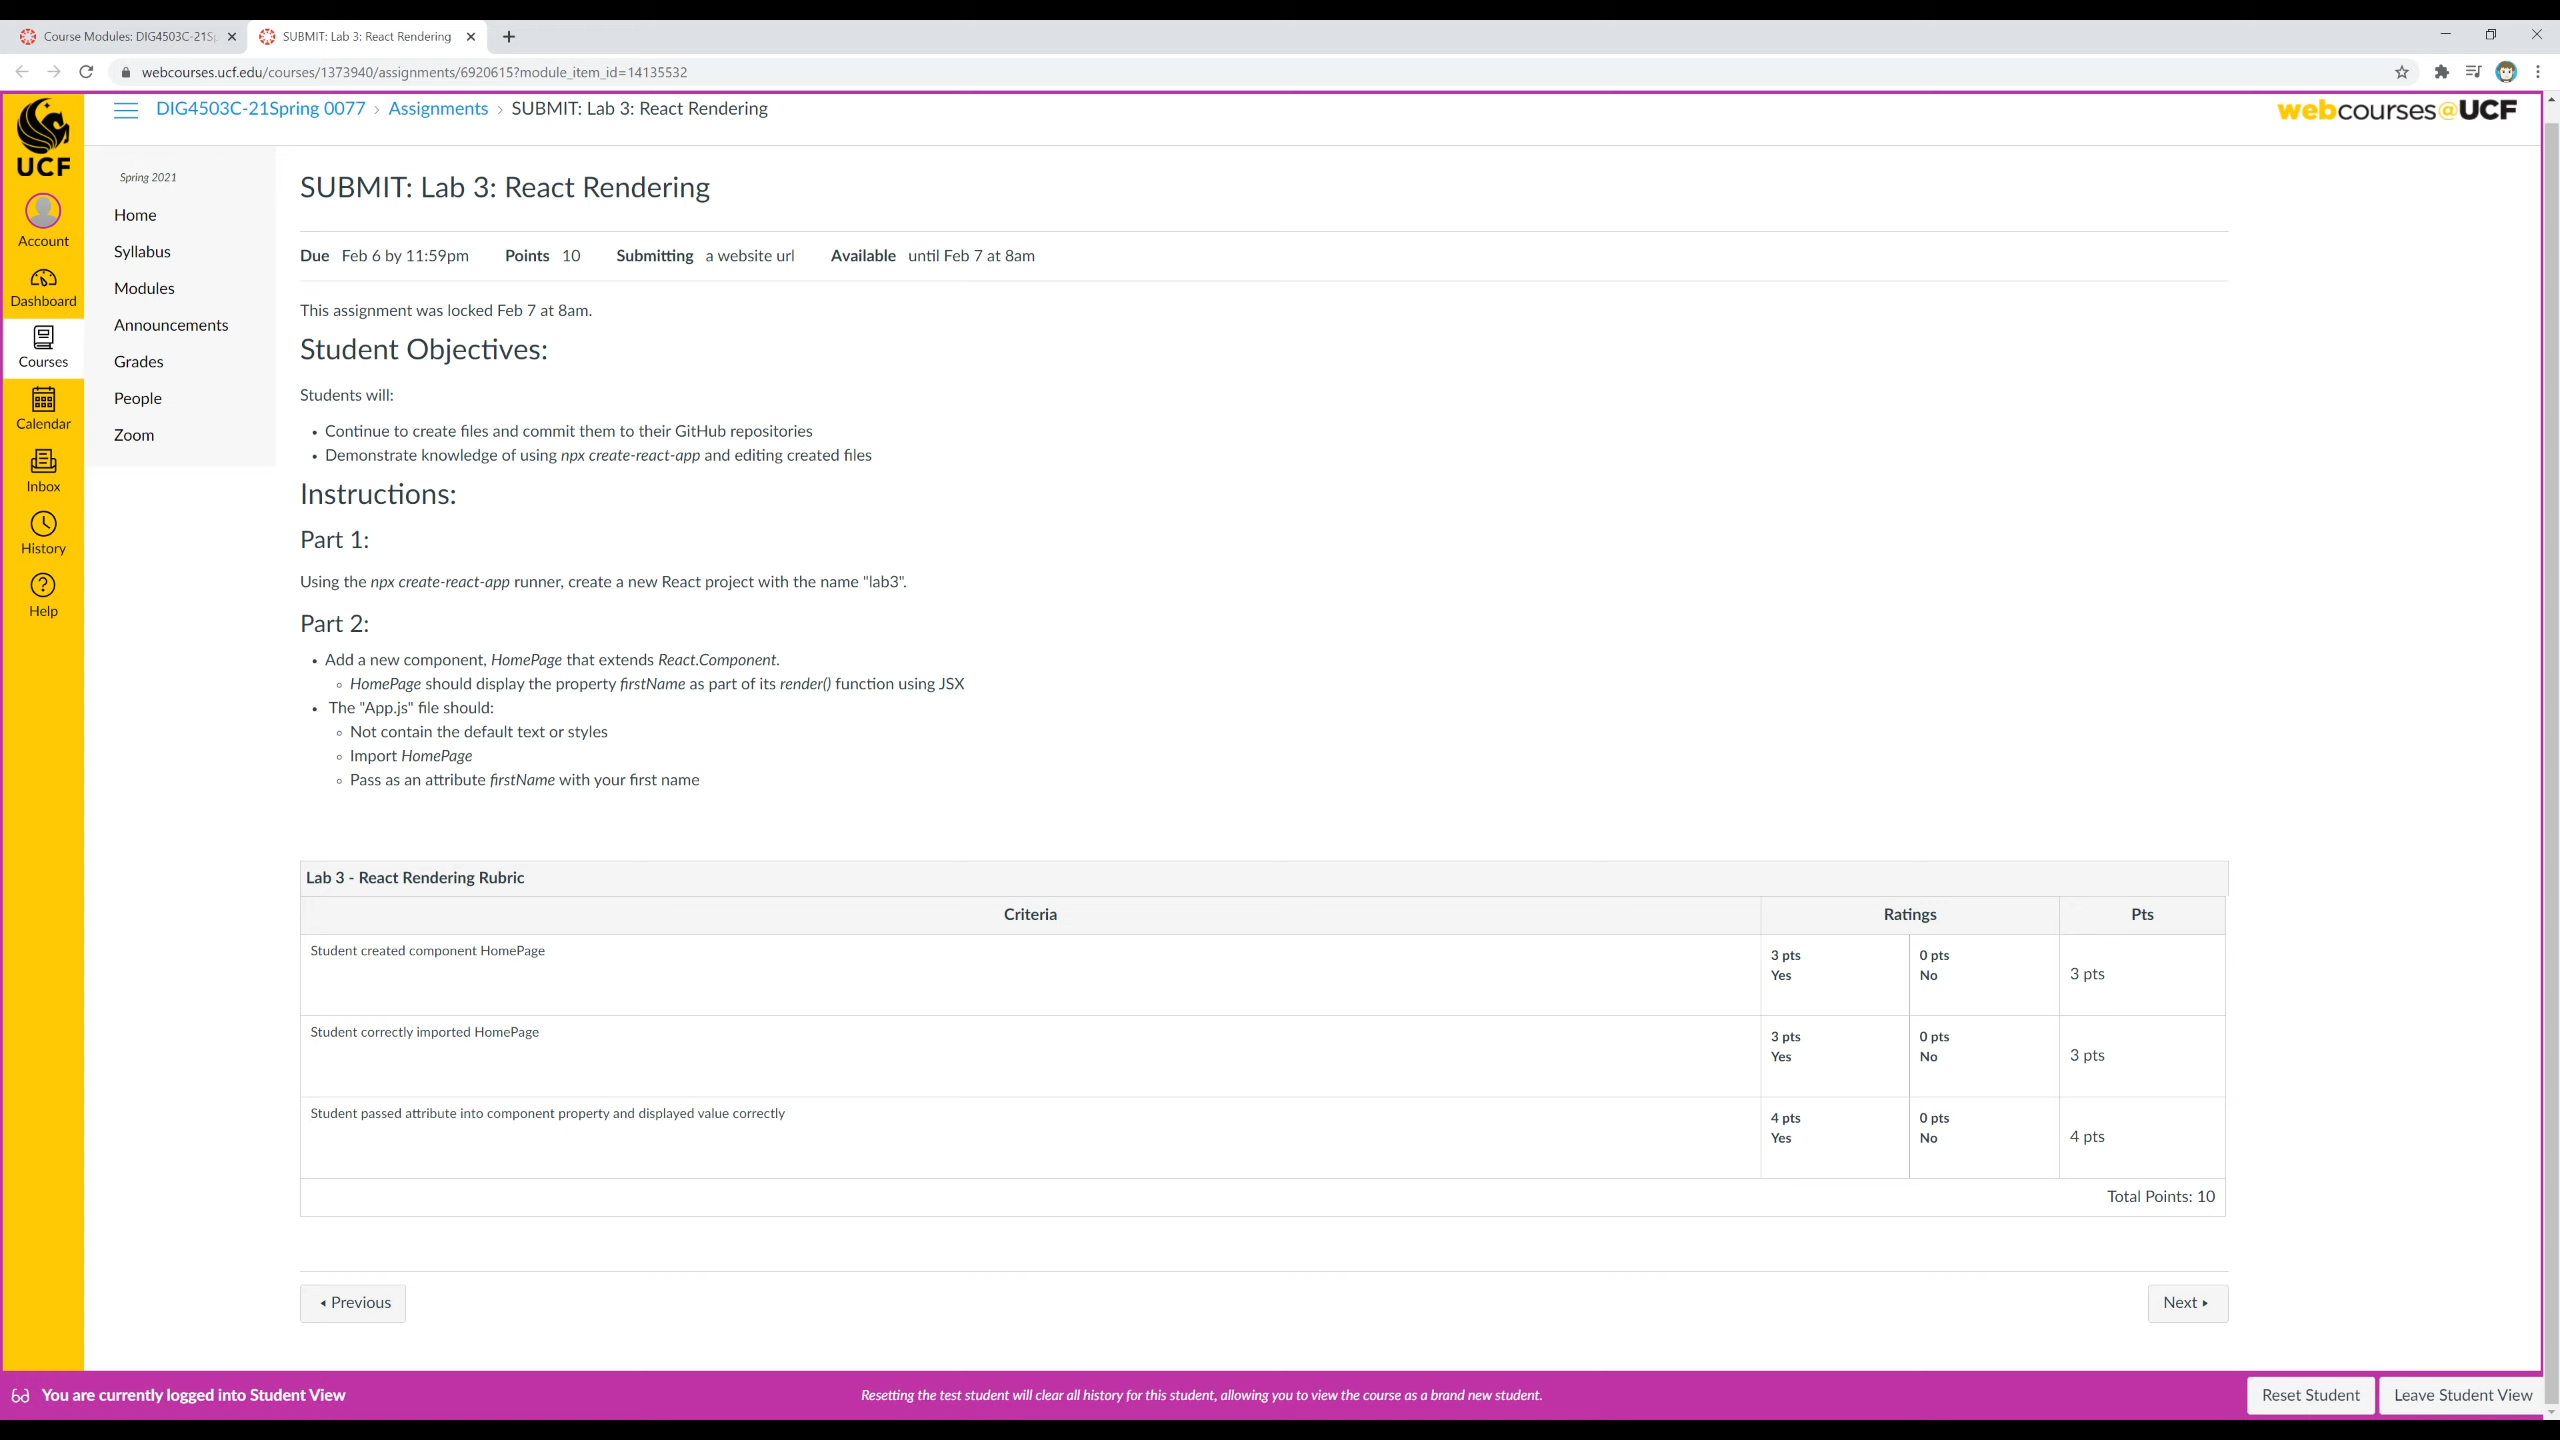 Course Modules: DIG4503C-21Sp
SUBMIT: Lab 3: React Rendering
webcourses.ucf.edu/courses/1373940/assignments/6920615?module_item_id=14135532
UCF
Account
Dashboard
Courses
Calendar
Inbox
History
Help
DIG4503C-21Spring 0077 › Assignments › SUBMIT: Lab 3: React Rendering
webcourses@UCF
Spring 2021
Home
Syllabus
Modules
Announcements
Grades
People
Zoom
SUBMIT: Lab 3: React Rendering
Due Feb 6 by 11:59pm Points 10 Submitting a website url Available until Feb 7 at 8am
This assignment was locked Feb 7 at 8am.
Student Objectives:
Students will:
• Continue to create files and commit them to their GitHub repositories
• Demonstrate knowledge of using npx create-react-app and editing created files
Instructions:
Part 1:
Using the npx create-react-app runner, create a new React project with the name "lab3".
Part 2:
• Add a new component, HomePage that extends React.Component.
◦ HomePage should display the property firstName as part of its render() function using JSX
• The "App.js" file should:
◦ Not contain the default text or styles
◦ Import HomePage
◦ Pass as an attribute firstName with your first name
Lab 3 - React Rendering Rubric
Criteria Ratings Pts
Student created component HomePage
3 pts
Yes
0 pts
No
3 pts
Student correctly imported HomePage
3 pts
Yes
0 pts
No
3 pts
Student passed attribute into component property and displayed value correctly
4 pts
Yes
0 pts
No
4 pts
Total Points: 10
Previous
Next
You are currently logged into Student View
Resetting the test student will clear all history for this student, allowing you to view the course as a brand new student.
Reset Student
Leave Student View